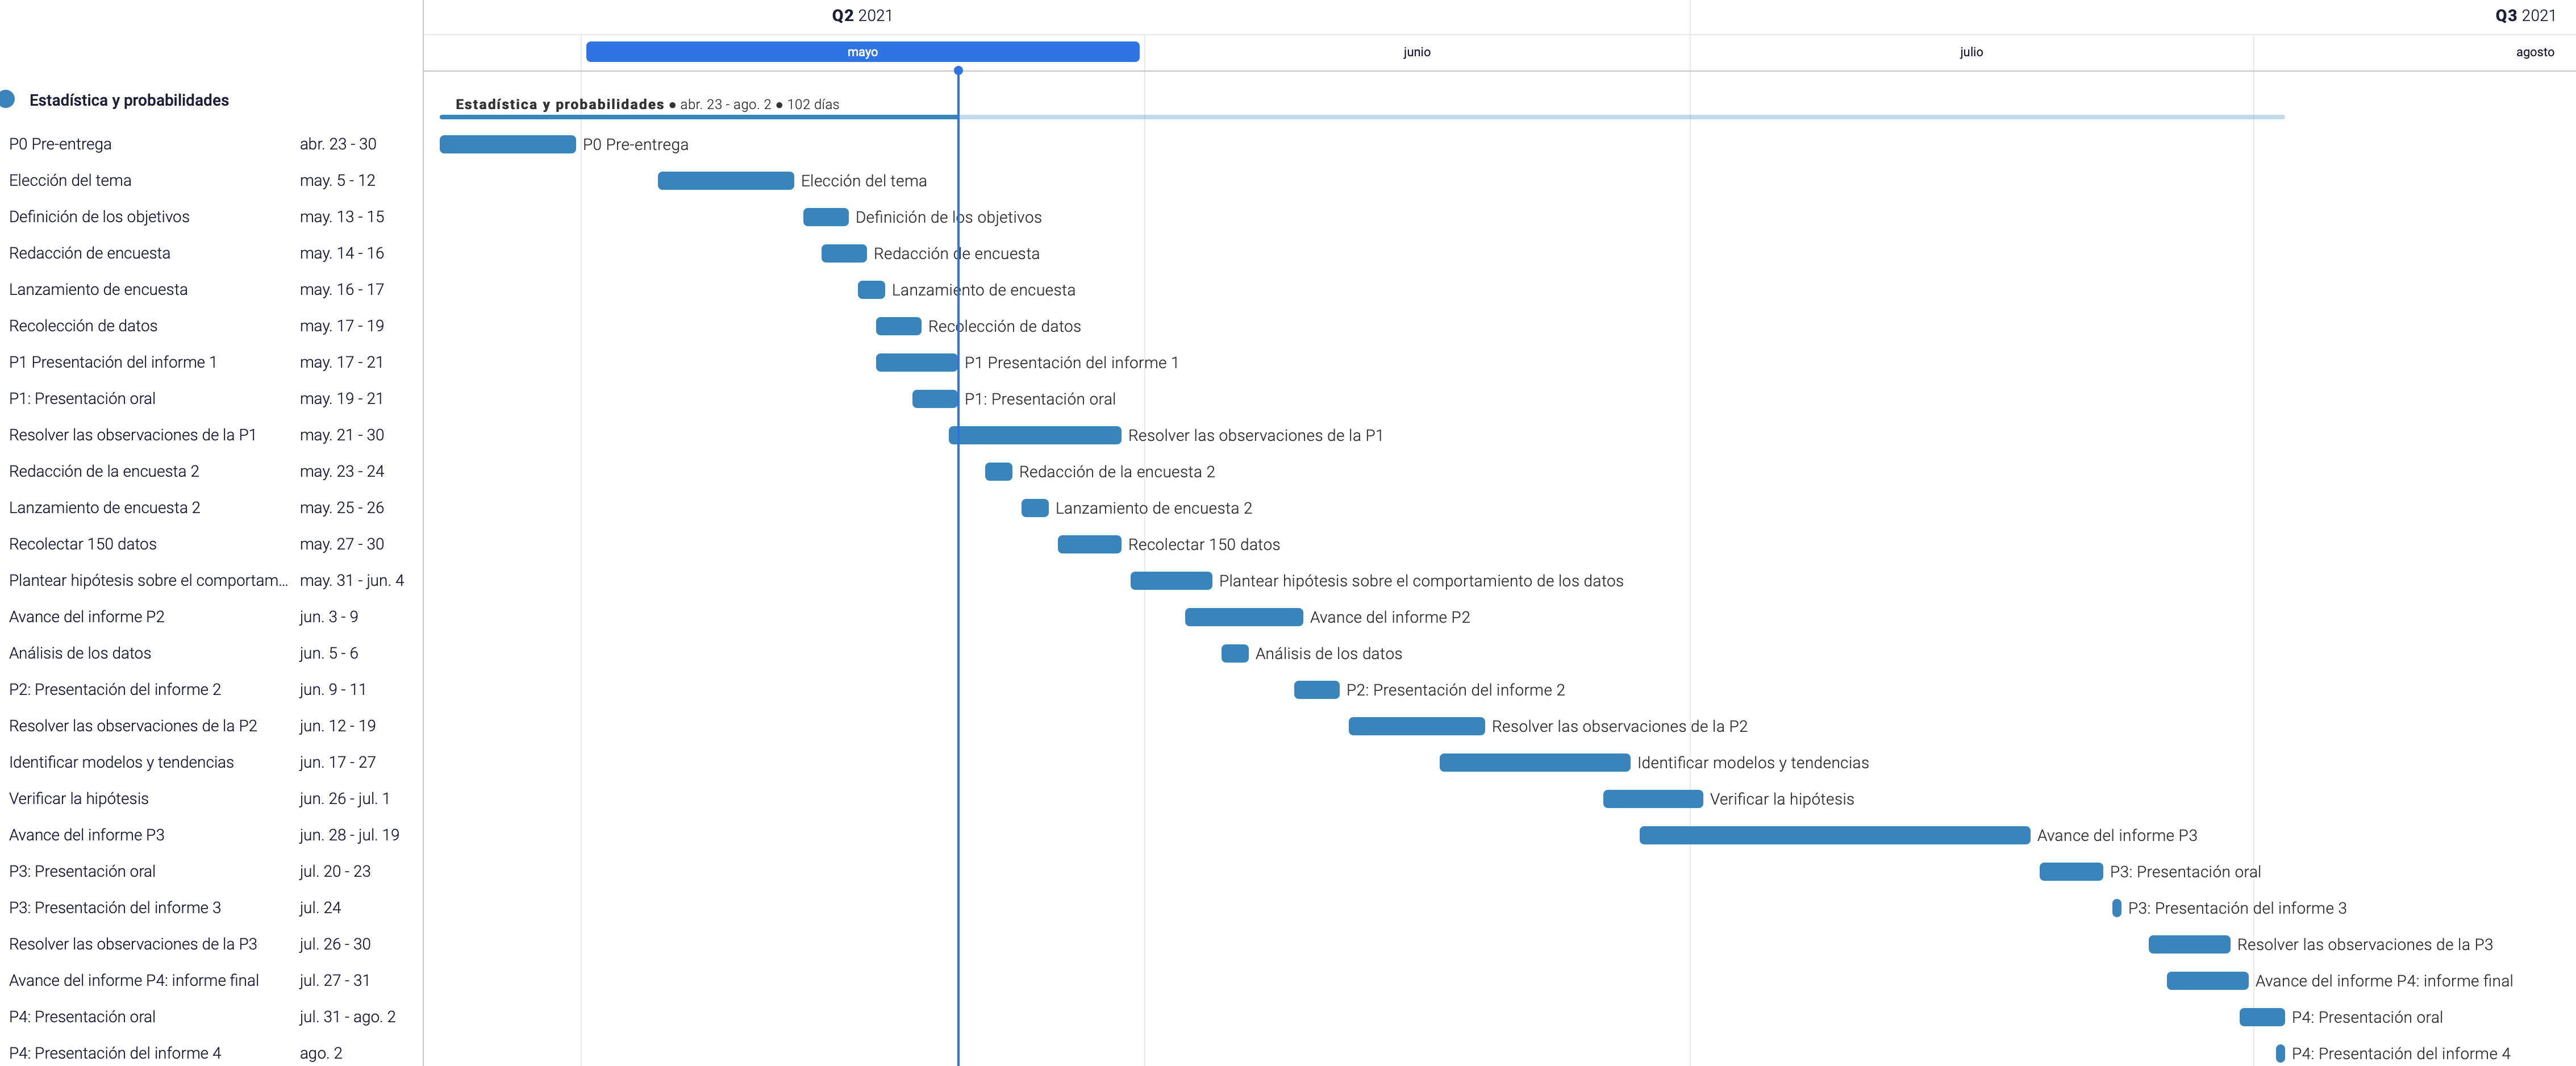 Q2 2021
Q3 2021
mayo
junio
julio
agosto
Estadística y probabilidades
Estadística y probabilidades ● abr. 23 - ago. 2 ● 102 días
P0 Pre-entrega abr. 23 - 30 P0 Pre-entrega
Elección del tema may. 5 - 12 Elección del tema
Definición de los objetivos may. 13 - 15 Definición de los objetivos
Redacción de encuesta may. 14 - 16 Redacción de encuesta
Lanzamiento de encuesta may. 16 - 17 Lanzamiento de encuesta
Recolección de datos may. 17 - 19 Recolección de datos
P1 Presentación del informe 1 may. 17 - 21 P1 Presentación del informe 1
P1: Presentación oral may. 19 - 21 P1: Presentación oral
Resolver las observaciones de la P1 may. 21 - 30 Resolver las observaciones de la P1
Redacción de la encuesta 2 may. 23 - 24 Redacción de la encuesta 2
Lanzamiento de encuesta 2 may. 25 - 26 Lanzamiento de encuesta 2
Recolectar 150 datos may. 27 - 30 Recolectar 150 datos
Plantear hipótesis sobre el comportam... may. 31 - jun. 4 Plantear hipótesis sobre el comportamiento de los datos
Avance del informe P2 jun. 3 - 9 Avance del informe P2
Análisis de los datos jun. 5 - 6 Análisis de los datos
P2: Presentación del informe 2 jun. 9 - 11 P2: Presentación del informe 2
Resolver las observaciones de la P2 jun. 12 - 19 Resolver las observaciones de la P2
Identificar modelos y tendencias jun. 17 - 27 Identificar modelos y tendencias
Verificar la hipótesis jun. 26 - jul. 1 Verificar la hipótesis
Avance del informe P3 jun. 28 - jul. 19 Avance del informe P3
P3: Presentación oral jul. 20 - 23 P3: Presentación oral
P3: Presentación del informe 3 jul. 24 P3: Presentación del informe 3
Resolver las observaciones de la P3 jul. 26 - 30 Resolver las observaciones de la P3
Avance del informe P4: informe final jul. 27 - 31 Avance del informe P4: informe final
P4: Presentación oral jul. 31 - ago. 2 P4: Presentación oral
P4: Presentación del informe 4 ago. 2 P4: Presentación del informe 4